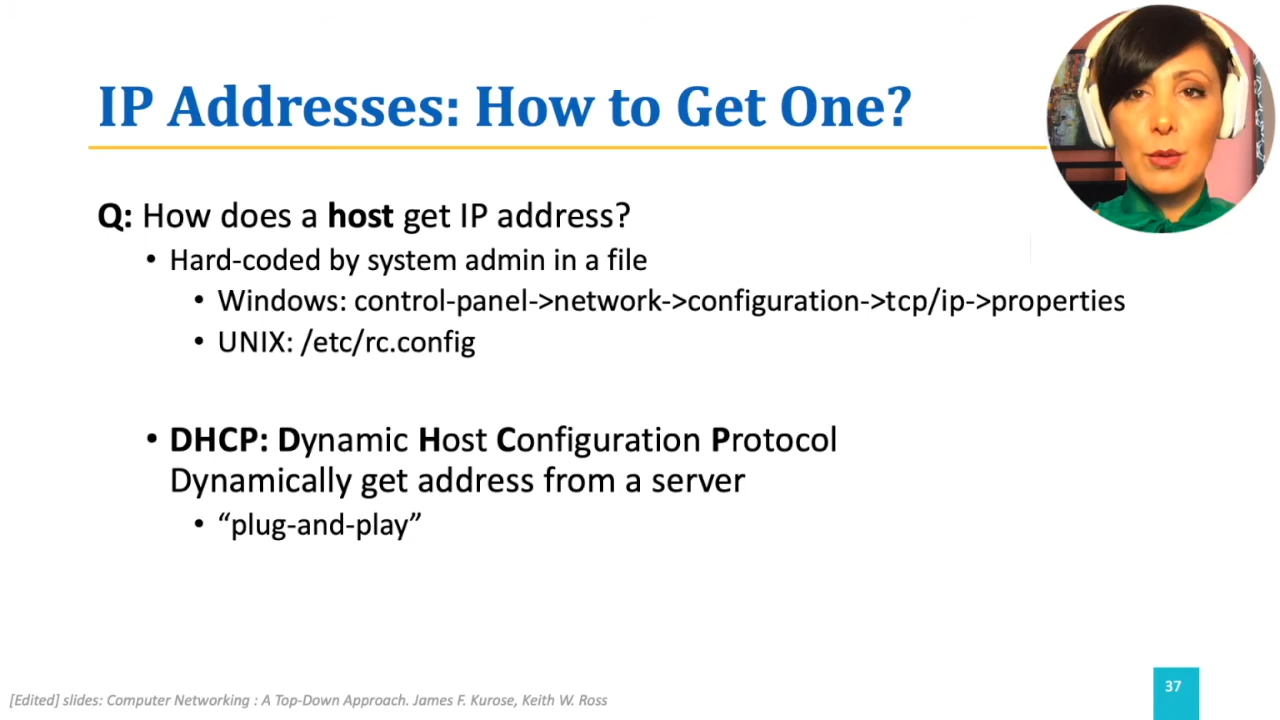 IP Addresses: How to Get One?
Q: How does a host get IP address?
• Hard-coded by system admin in a file
• Windows: control-panel->network->configuration->tcp/ip->properties
• UNIX: /etc/rc.config
• DHCP: Dynamic Host Configuration Protocol
Dynamically get address from a server
• “plug-and-play”
[Edited] slides: Computer Networking : A Top-Down Approach. James F. Kurose, Keith W. Ross
37